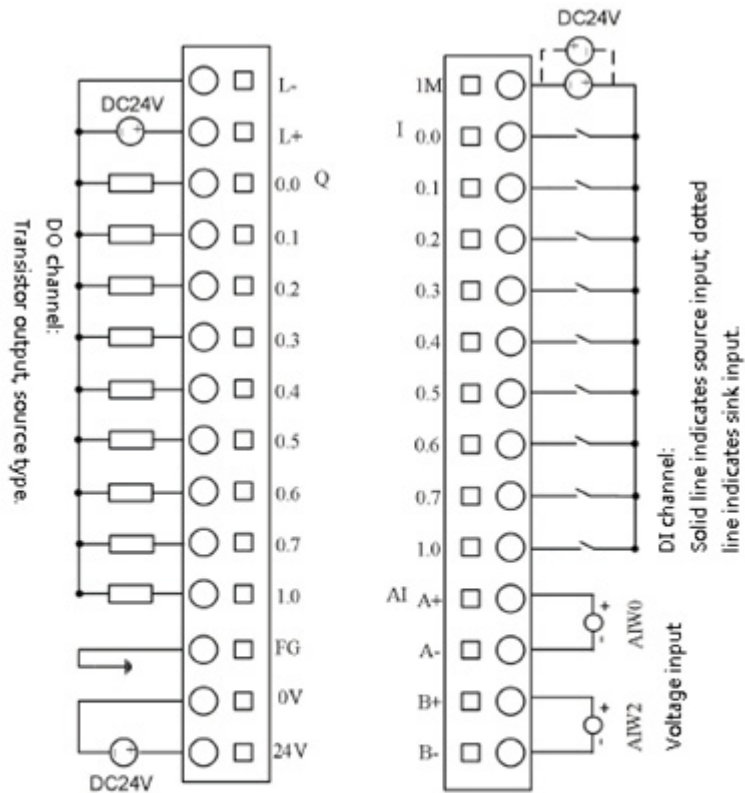 DC24V
L-
DC24V
L+
0.0 Q
0.1
0.2
0.3
0.4
0.5
0.6
0.7
1.0
FG
0V
24V
DC24V
DO channel:
Transistor output, source type.
DC24V
1M
I 0.0
0.1
0.2
0.3
0.4
0.5
0.6
0.7
1.0
AI A+
A-
B+
B-
+
-
AIW0
+
-
AIW2
Voltage input
DI channel:
Solid line indicates source input; dotted
line indicates sink input.